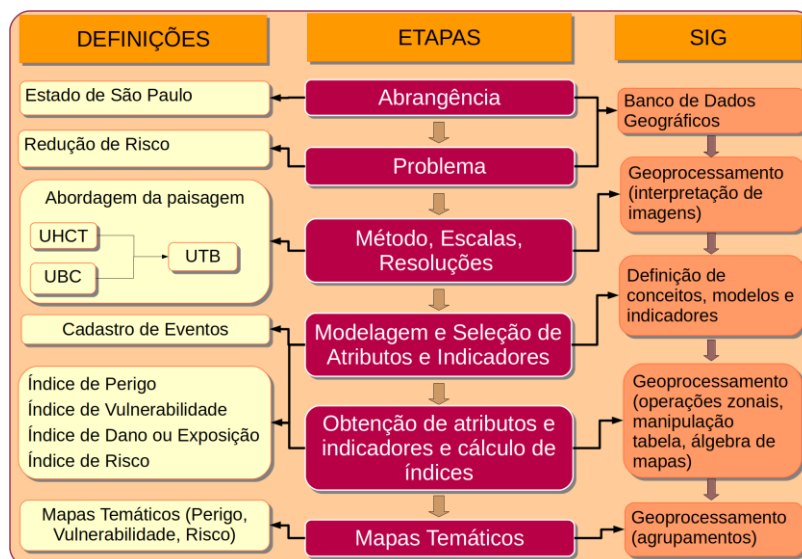 DEFINIÇÕES
ETAPAS
SIG
Estado de São Paulo
Abrangência
Banco de Dados
Geográficos
Redução de Risco
Problema
Geoprocessamento
(interpretação de
imagens)
Abordagem da paisagem
UHCT
UTB
UBC
Método, Escalas,
Resoluções
Definição de
conceitos, modelos e
indicadores
Cadastro de Eventos
Modelagem e Seleção de
Atributos e Indicadores
Índice de Perigo
Índice de Vulnerabilidade
Índice de Dano ou Exposição
Índice de Risco
Obtenção de atributos e
indicadores e cálculo de
índices
Geoprocessamento
(operações zonais,
manipulação
tabela, álgebra de
mapas)
Mapas Temáticos (Perigo,
Vulnerabilidade, Risco)
Mapas Temáticos
Geoprocessamento
(agrupamentos)